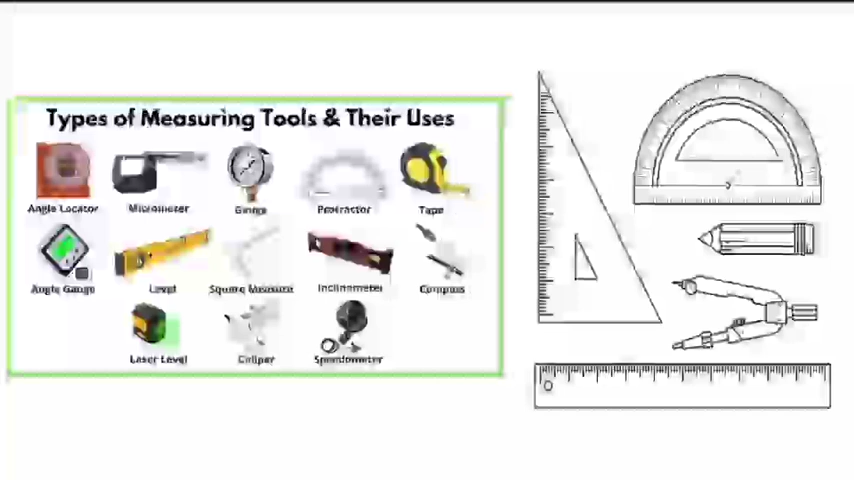 Types of Measuring Tools & Their Uses
Angle Locator
Micrometer
Gauge
Protractor
Tape
Angle Gauge
Level
Square Measure
Inclinometer
Compass
Laser Level
Caliper
Speedometer
0